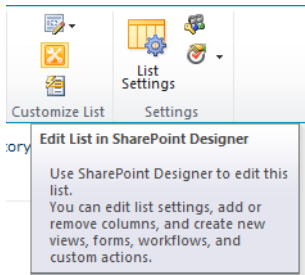 List
Settings
Customize List
Settings
ory
Edit List in SharePoint Designer
Use SharePoint Designer to edit this
list.
You can edit list settings, add or
remove columns, and create new
views, forms, workflows, and
custom actions.